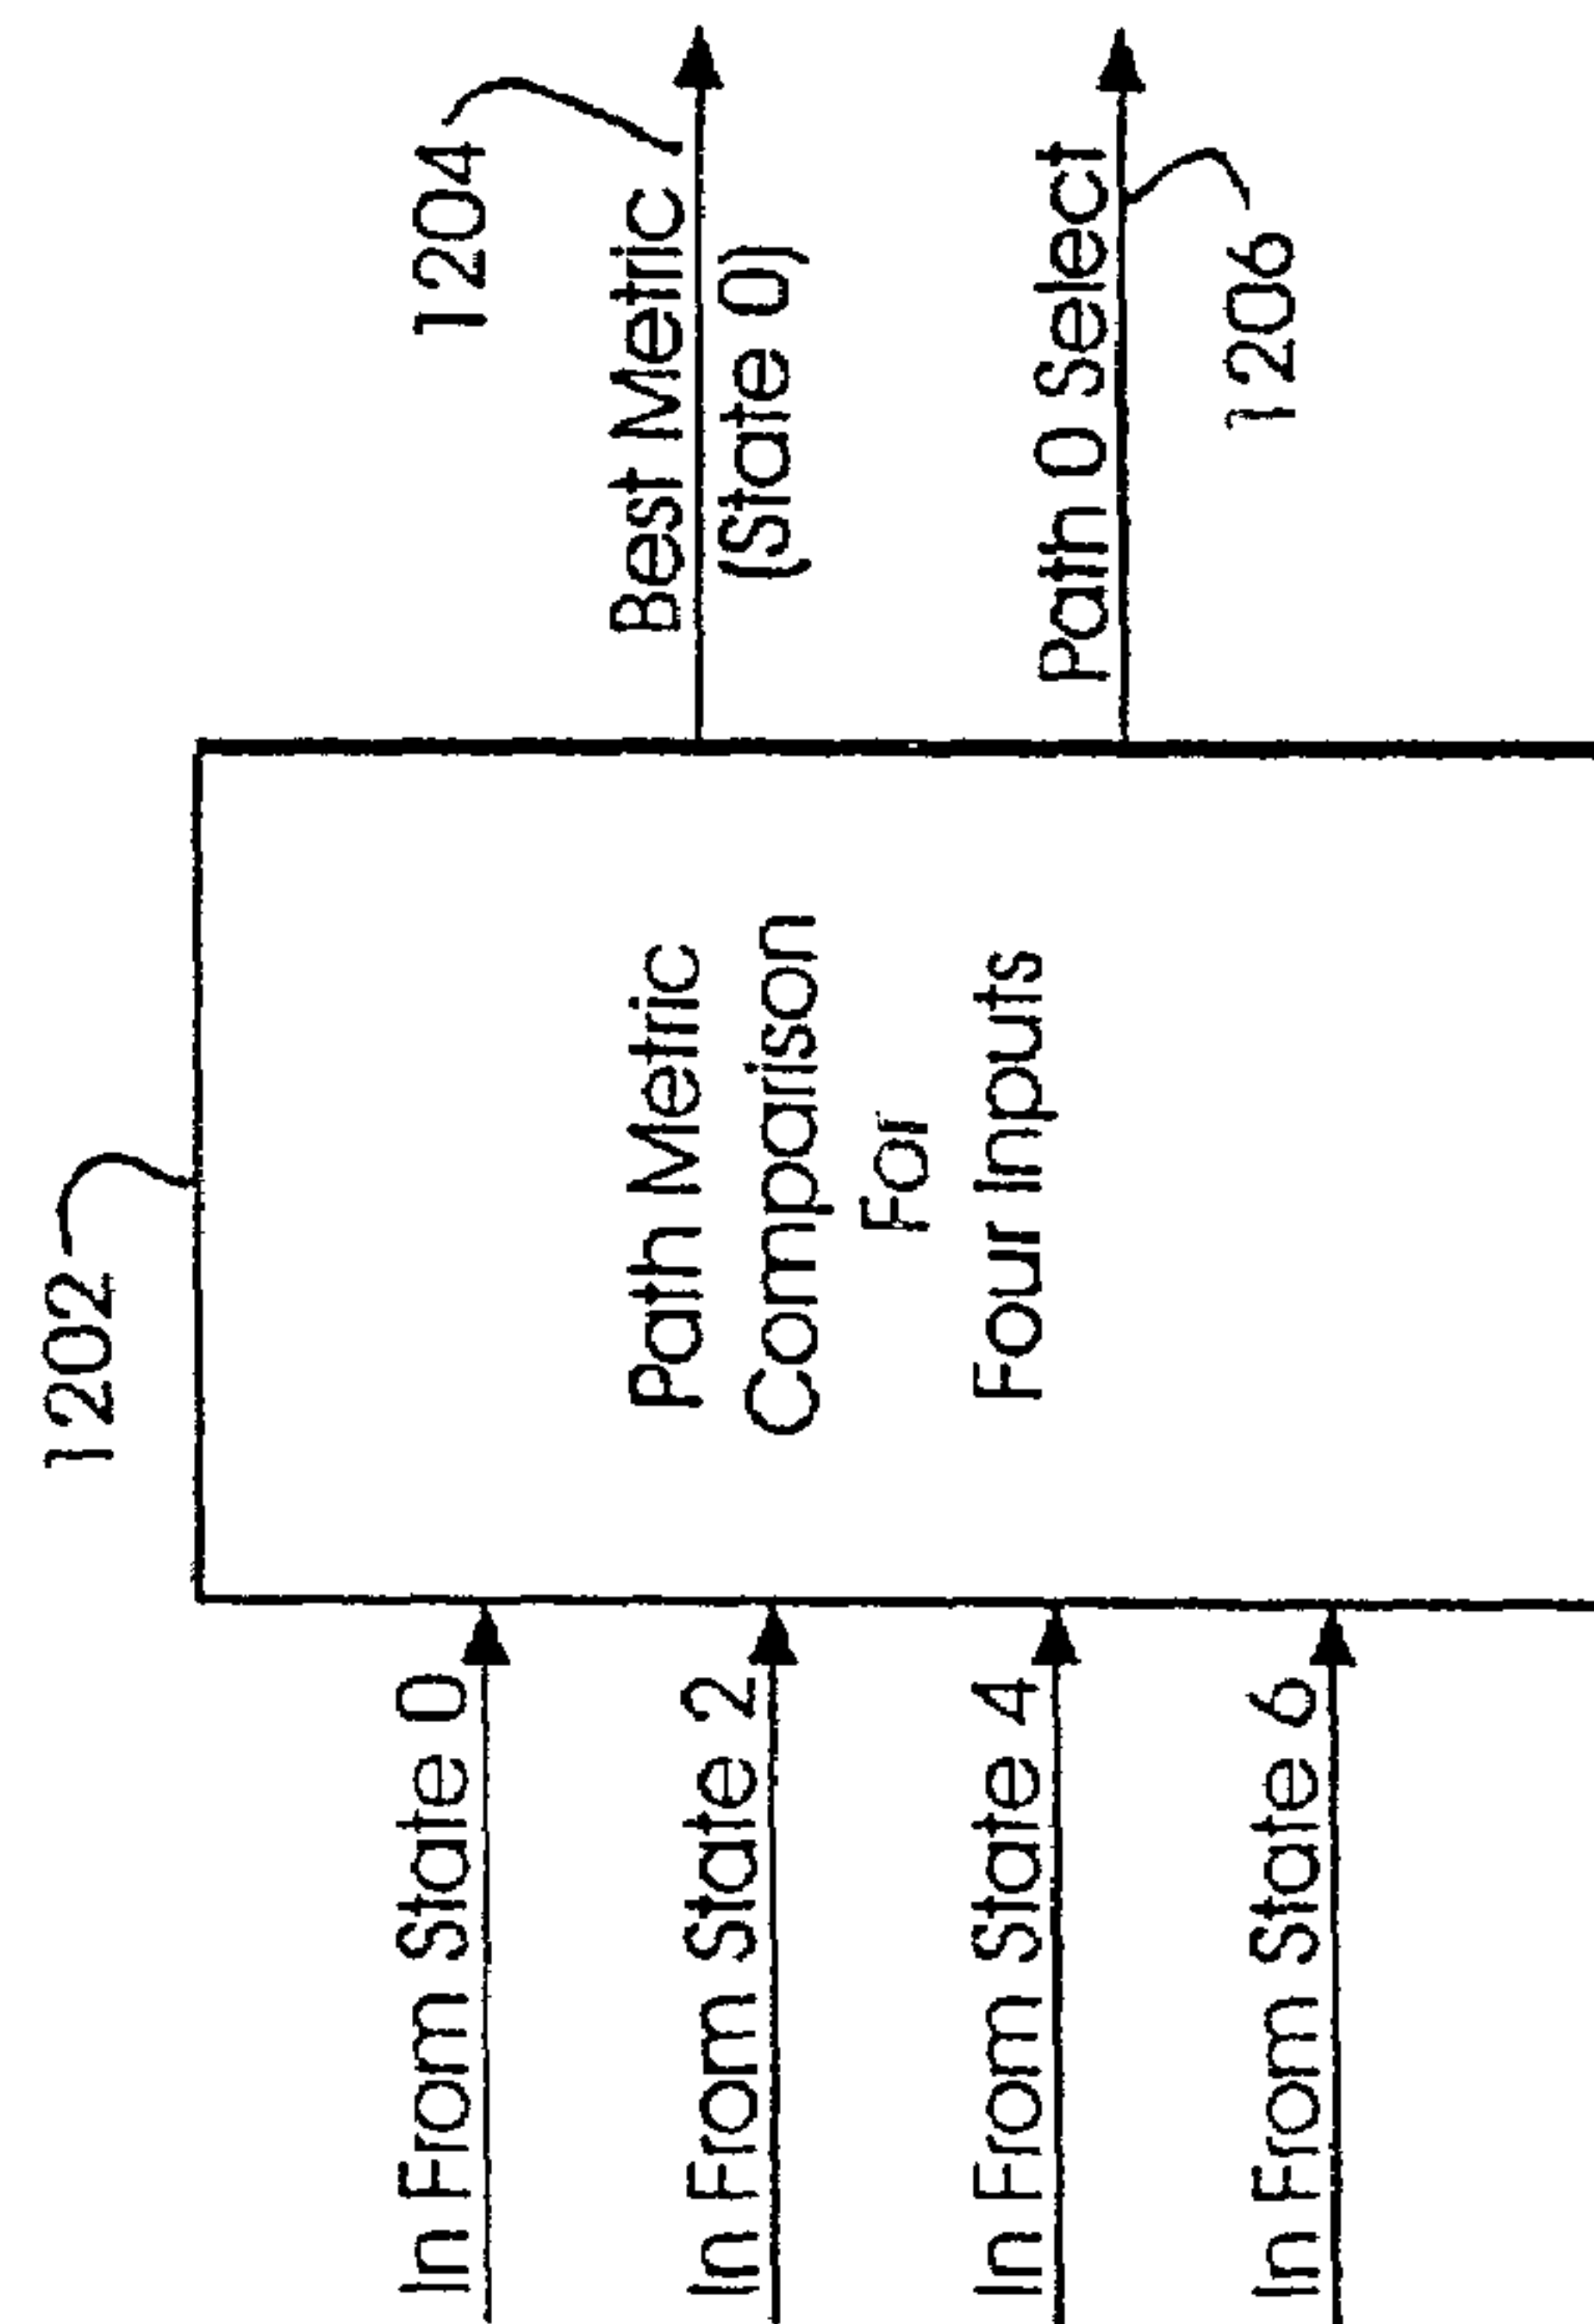 1202
1204
Best Metric
(State 0)
Path 0 Select
1206
Path Metric
Comparison
For
Four Inputs
In From State 0
In From State 2
In From State 4
In From State 6